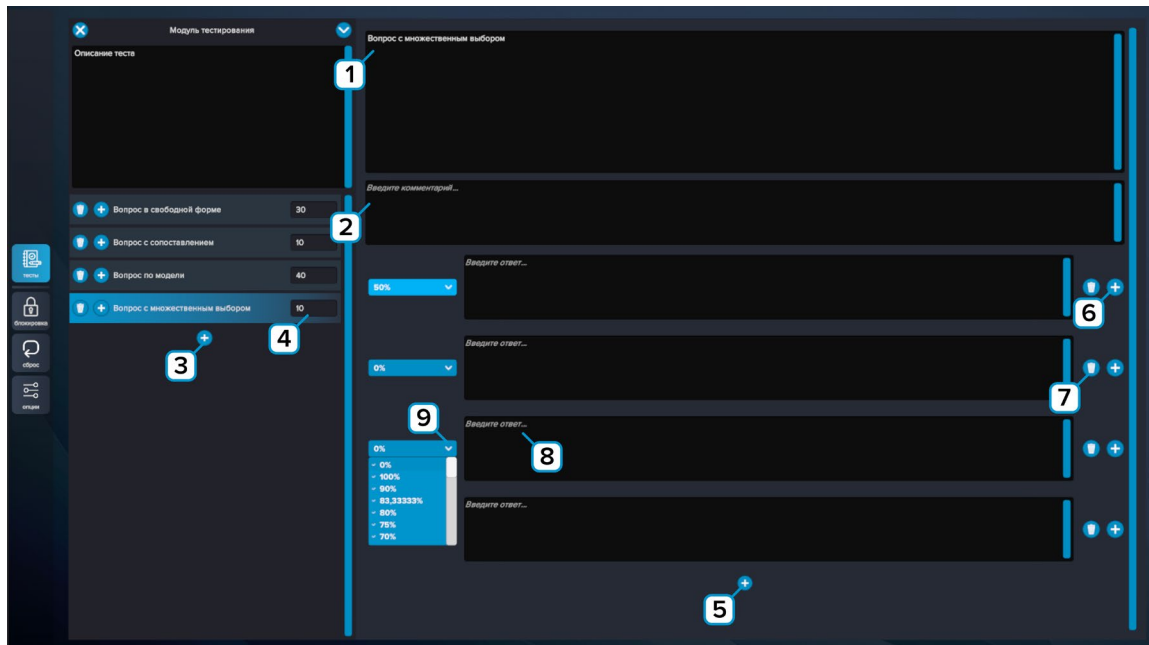 Модуль тестирования
Описание теста
Вопрос в свободной форме 30
Вопрос с сопоставлением 10
Вопрос по модели 40
Вопрос с множественным выбором 10
3
4
тесты
блокировка
сброс
опции
Вопрос с множественным выбором
1
Введите комментарий...
2
Введите ответ...
50%
6
Введите ответ...
0%
7
9
Введите ответ...
0%
8
0%
100%
90%
83,33333%
80%
75%
70%
Введите ответ...
5